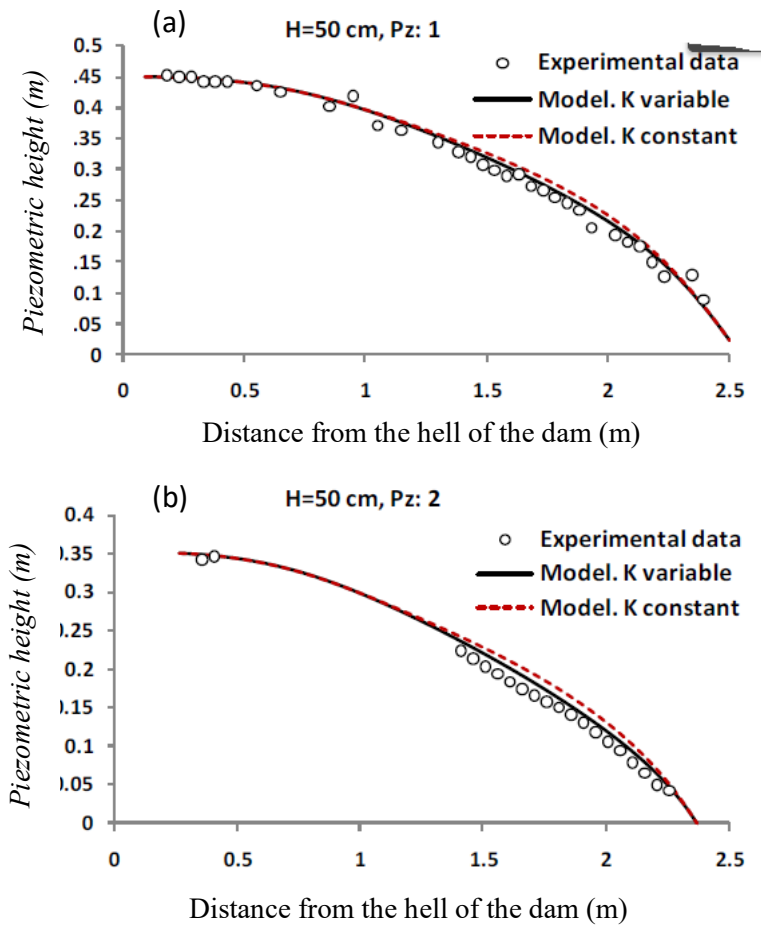 (a)
H=50 cm, Pz: 1
0.5
.45
0.4
.35
0.3
.25
0.2
.15
0.1
.05
0
Piezometric height (m)
Experimental data
Model. K variable
Model. K constant
0 0.5 1 1.5 2 2.5
Distance from the hell of the dam (m)
(b)
H=50 cm, Pz: 2
0.4
0.35
0.3
0.25
0.2
0.15
0.1
0.05
0
Piezometric height (m)
Experimental data
Model. K variable
Model. K constant
0 0.5 1 1.5 2 2.5
Distance from the hell of the dam (m)